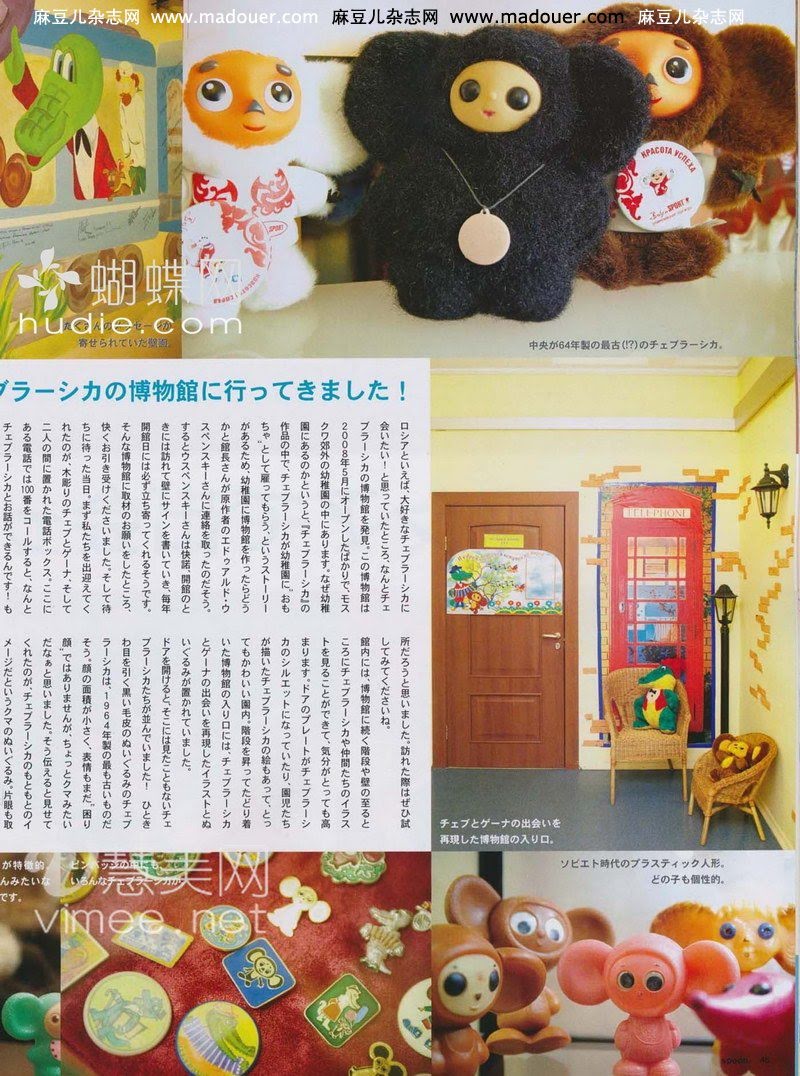 麻豆儿杂志网 www.madouer.com
麻豆儿杂志网 www.madouer.com
麻豆儿杂志网
КРАСОТА УСПЕХА
SPORT
SPORT
蝴蝶网
hudie.com
寄せられていた壁画。
中央が64年製の最古(!?)のチェブラーシカ。
ブラーシカの博物館に行ってきました!
ロシアといえば、大好きなチェブラーシカに
会いたい!と思っていたところ、なんとチェ
ブラーシカの博物館を発見。この博物館は
2008年5月にオープンしたばかりで、モス
クワ郊外の幼稚園の中にあります。なぜ幼稚
園にあるのかというと、『チェブラーシカ』の
作品の中で、チェブラーシカが幼稚園に“おも
ちゃ”として雇ってもらう、というストーリー
があるため、幼稚園に博物館を作ったらどう
かと館長さんが原作者のエドゥアルド・ウ
スペンスキーさんに連絡を取ったのだそう。
するとウスペンスキーさんは快諾、開館のと
きには訪れて壁にサインを書いていき、毎年
開館日には必ず立ち寄ってくれるそうです。
そんな博物館に取材のお願いをしたところ、
快くお引き受けくださいました。そして待
ちに待った当日。まず私たちを出迎えてく
れたのが、木彫りのチェブとゲーナ、そして
二人の間に置かれた電話ボックス。ここに
ある電話では100番をコールすると、なんと
チェブラーシカとお話ができるんです!も
所だろうと思いました。訪れた際はぜひ試
してみてくださいね。
館内には、博物館に続く階段や壁の至ると
ころにチェブラーシカや仲間たちのイラス
トを見ることができて、気分がとっても高
まります。ドアのプレートがチェブラーシ
カのシルエットになっていたり、園児たち
が描いたチェブラーシカの絵もあって、とっ
てもかわいい園内。階段を昇ってたどり着
いた博物館の入り口には、チェブラーシカ
とゲーナの出会いを再現したイラストとぬ
いぐるみが置かれていました。
ドアを開けると、そこには見たこともないチェ
ブラーシカたちが並んでいました! ひとき
わ目を引く黒い毛皮のぬいぐるみのチェブ
ラーシカは、1964年製の最も古いものだ
そう。顔の面積が小さく、表情もまだ“困り
顔”ではありませんが、ちょっとクマみたい
だなぁと思いました。そう伝えると見せて
くれたのが、チェブラーシカのもともとのイ
メージだというクマのぬいぐるみ。片眼も取
TELEPHONE
チェブとゲーナの出会いを
再現した博物館の入り口。
が特徴的。
んみたいな
です。
ピンバッジの中にも、
いろんなチェブラーシカが
vimee.net
ソビエト時代のプラスティック人形。
どの子も個性的。
spoon. 45